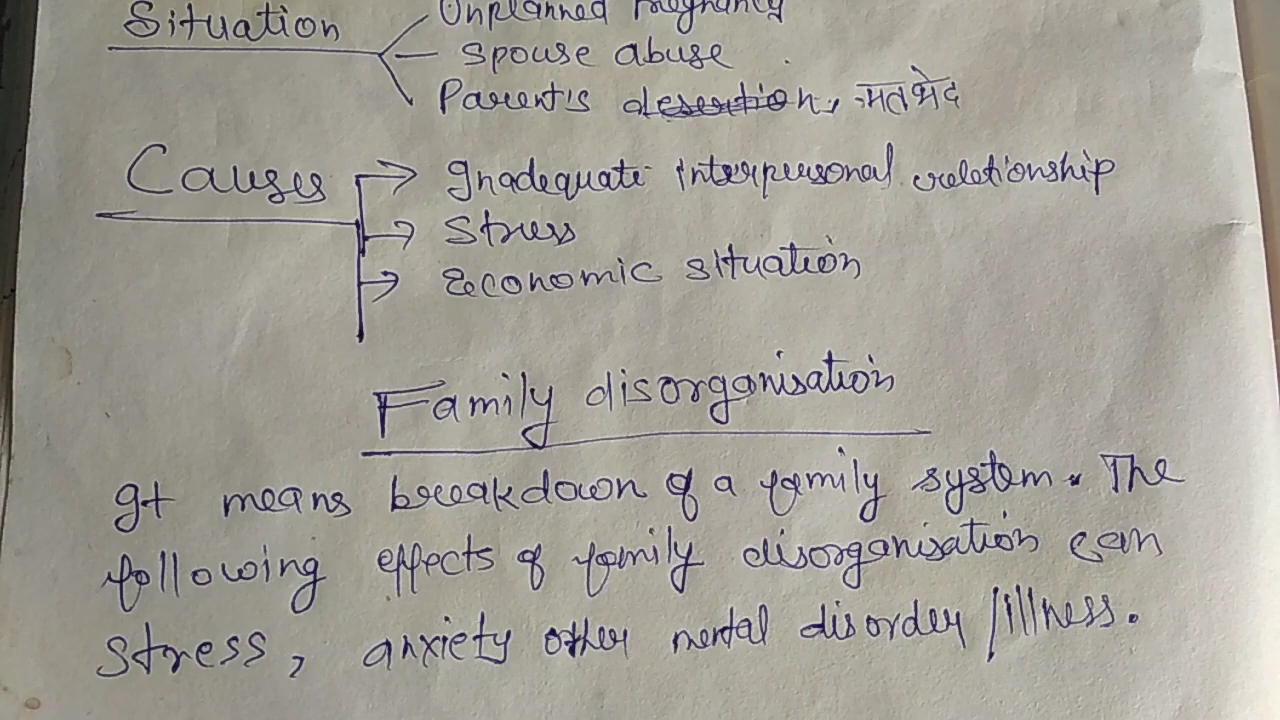 Situation Unplanned Pregnancy
Spouse abuse
Parent's desertion, मतभेद
Causes → Inadequate interpersonal relationship
→ Stress
→ Economic situation
Family disorganisation
It means breakdown of a family system. The
following effects of family disorganisation can
stress, anxiety other mental disorder/illness.